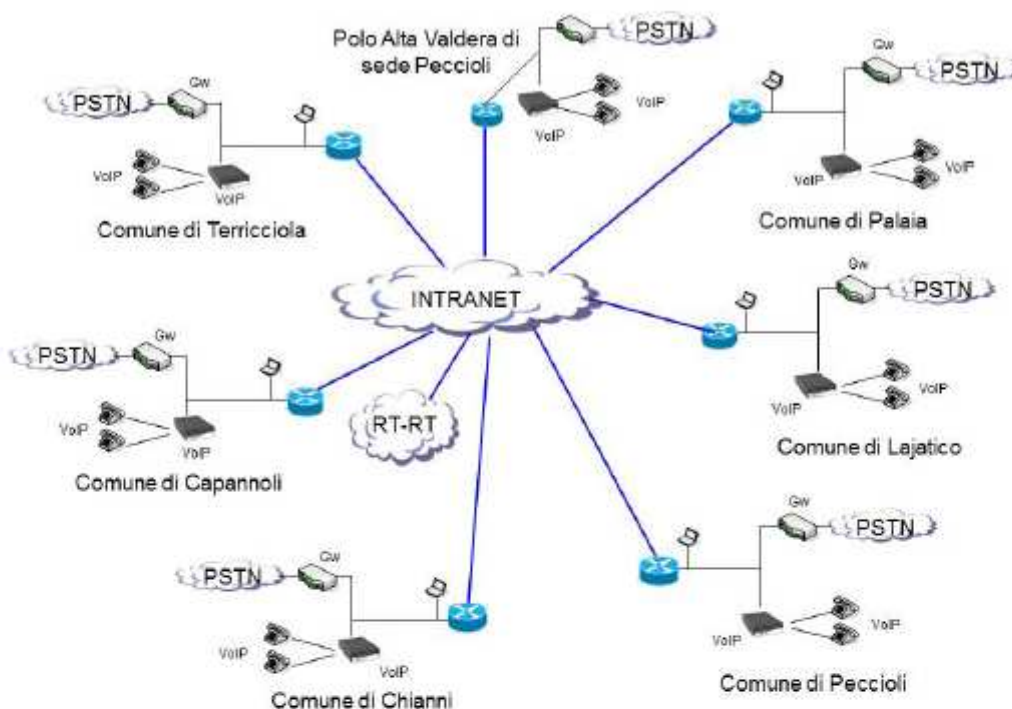 Polo Alta Valdera di
sede Peccioli
PSTN
VoIP
VoIP
Gw
PSTN
VoIP
VoIP
Comune di Terricciola
Gw
PSTN
VoIP
VoIP
Comune di Palaia
INTRANET
Gw
PSTN
VoIP
VoIP
Comune di Lajatico
Gw
PSTN
VoIP
VoIP
Comune di Capannoli
RT-RT
Gw
PSTN
VoIP
VoIP
Comune di Peccioli
Gw
PSTN
VoIP
VoIP
Comune di Chianni